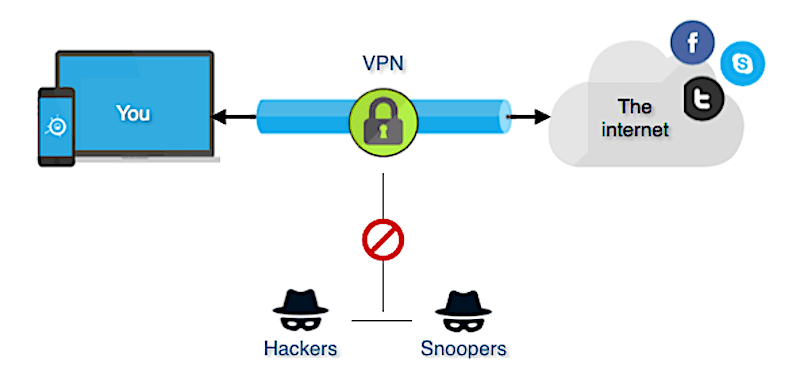 VPN
You
The
internet
Hackers
Snoopers